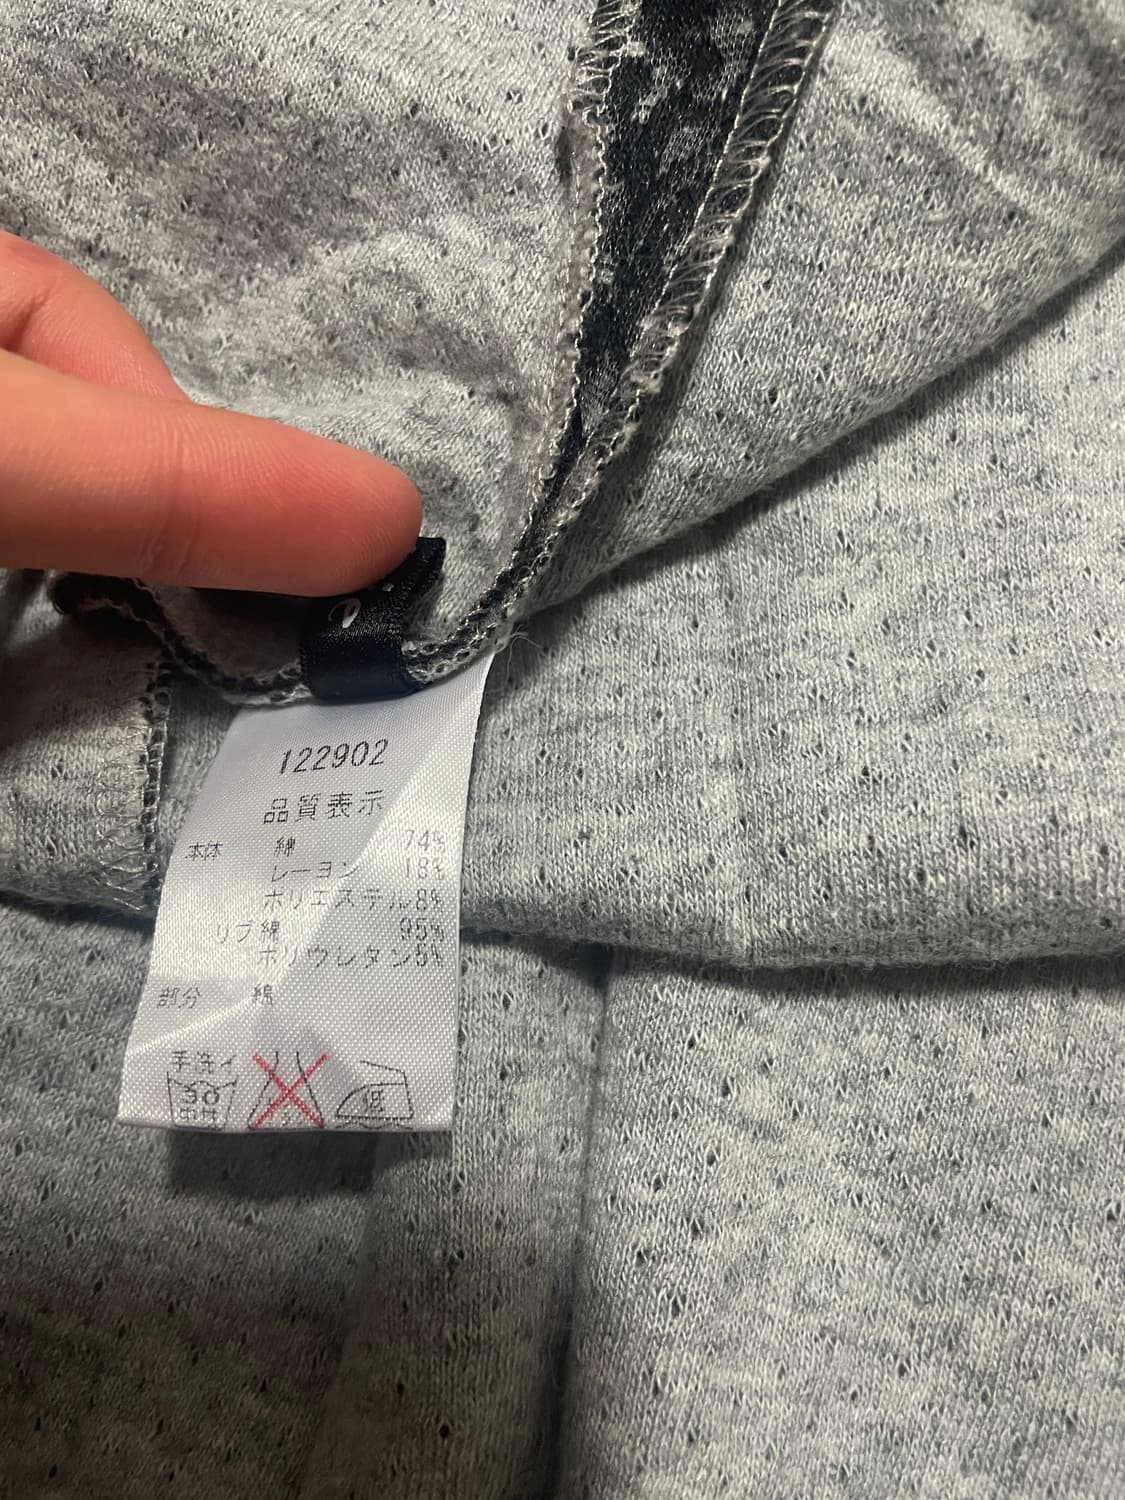 122902
品質表示
本体 綿 74%
レーヨン 18%
ポリエステル8%
リブ綿 95%
ポリウレタン5%
部分 綿
手洗イ
30 低